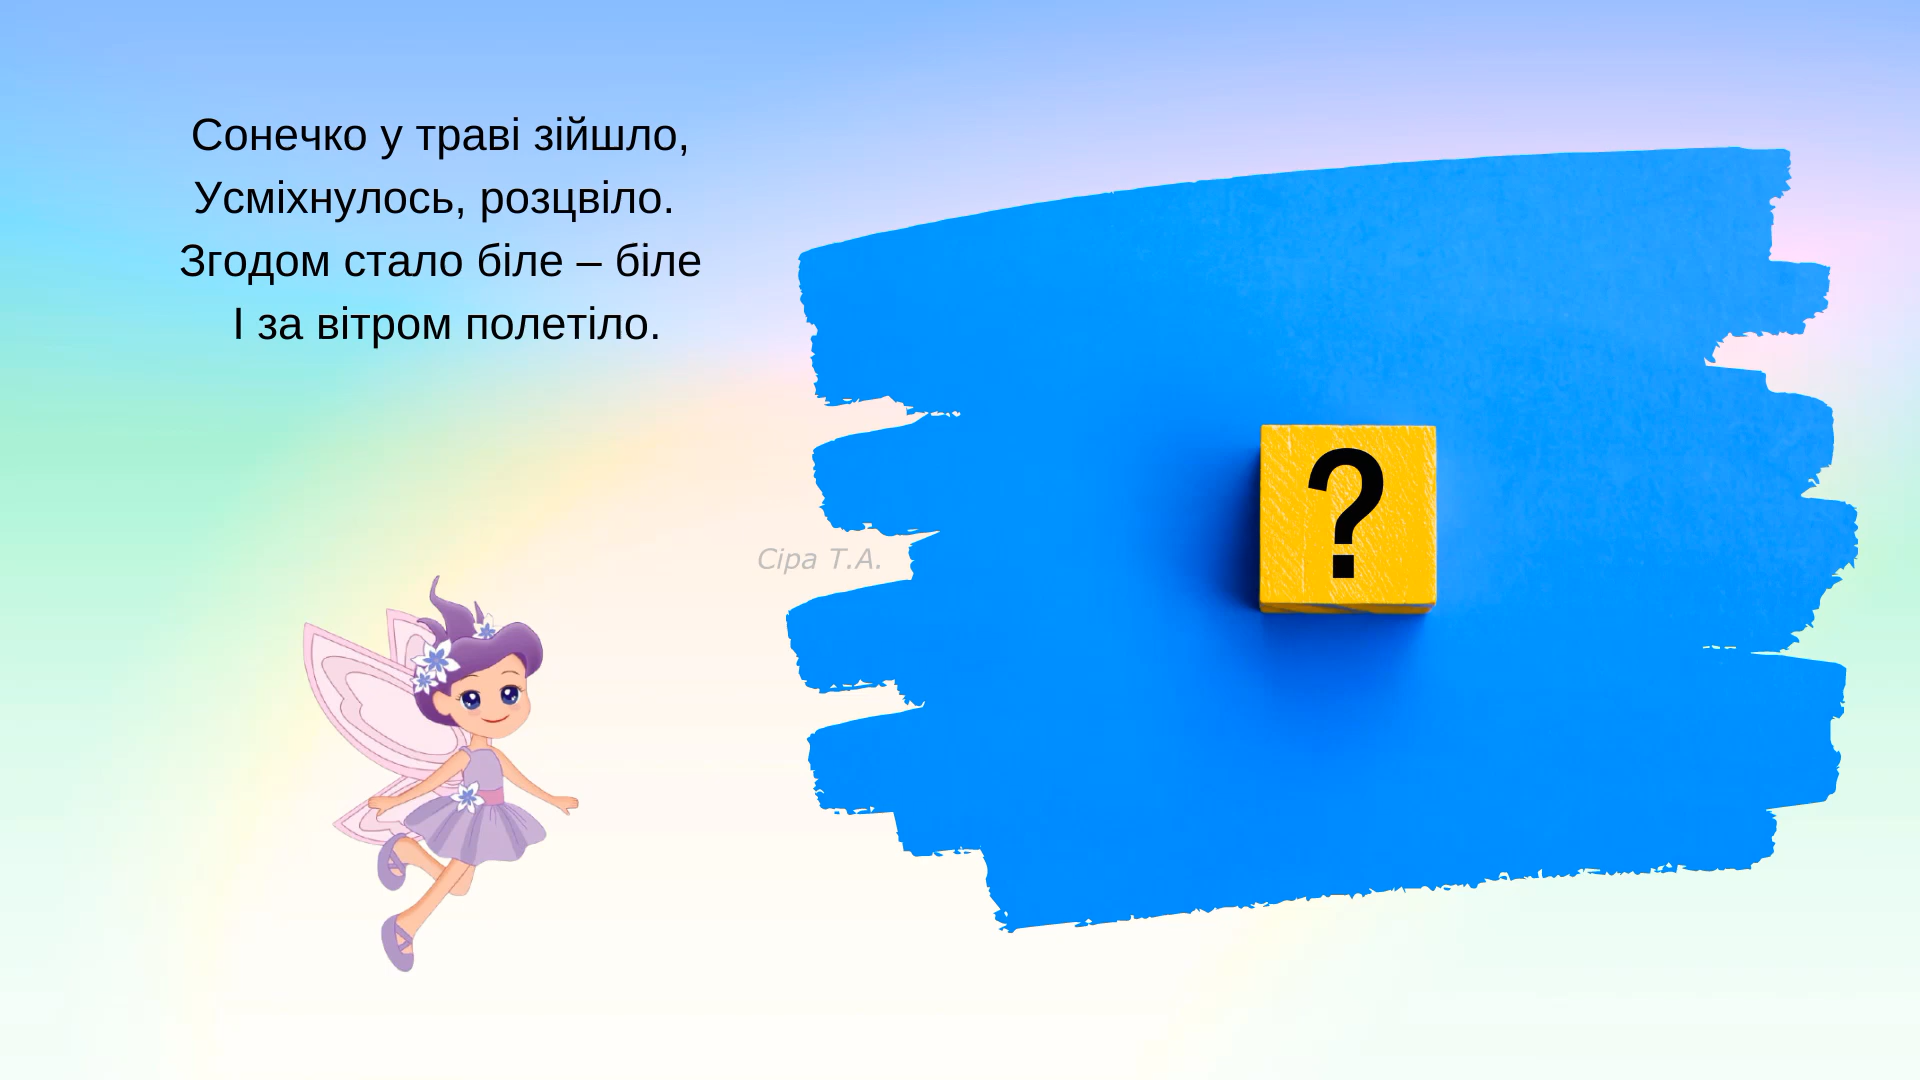 Сонечко у траві зійшло,
Усміхнулось, розцвіло.
Згодом стало біле – біле
І за вітром полетіло.
?
Сіра Т.А.